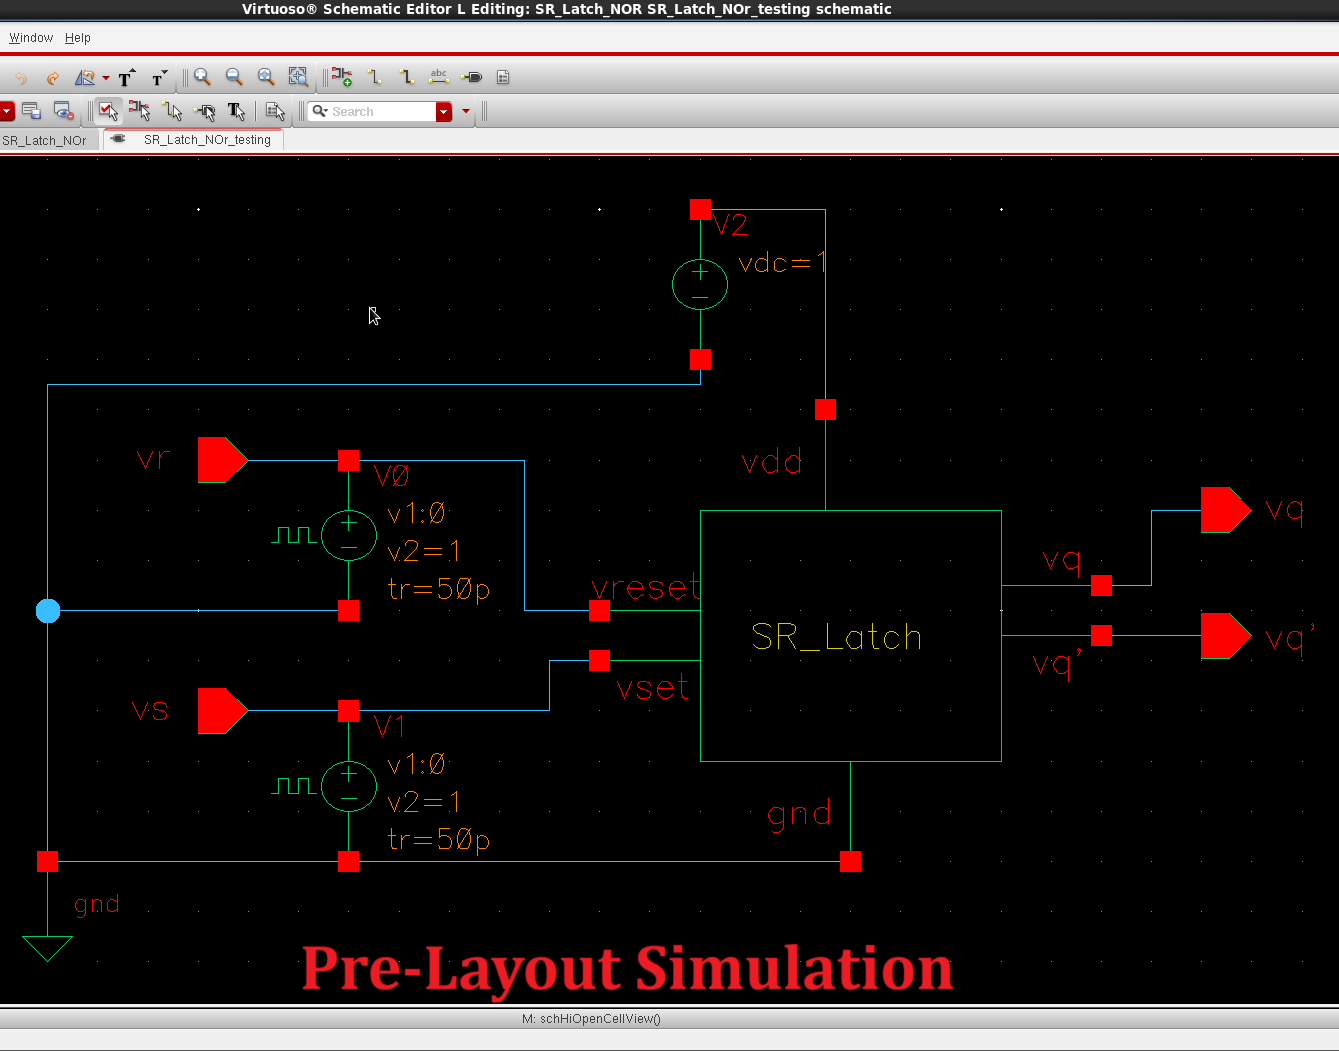 Virtuoso® Schematic Editor L Editing: SR_Latch_NOR SR_Latch_NOr_testing schematic
Window Help
abc
Search
SR_Latch_NOr SR_Latch_NOr_testing
V2
vdc=1
vr
V0
v1:0
v2=1
tr=50p
vdd
vreset
SR_Latch
vset
vq
vq
vq'
vq'
vs
V1
v1:0
v2=1
tr=50p
gnd
gnd
Pre-Layout Simulation
M: schHiOpenCellView()